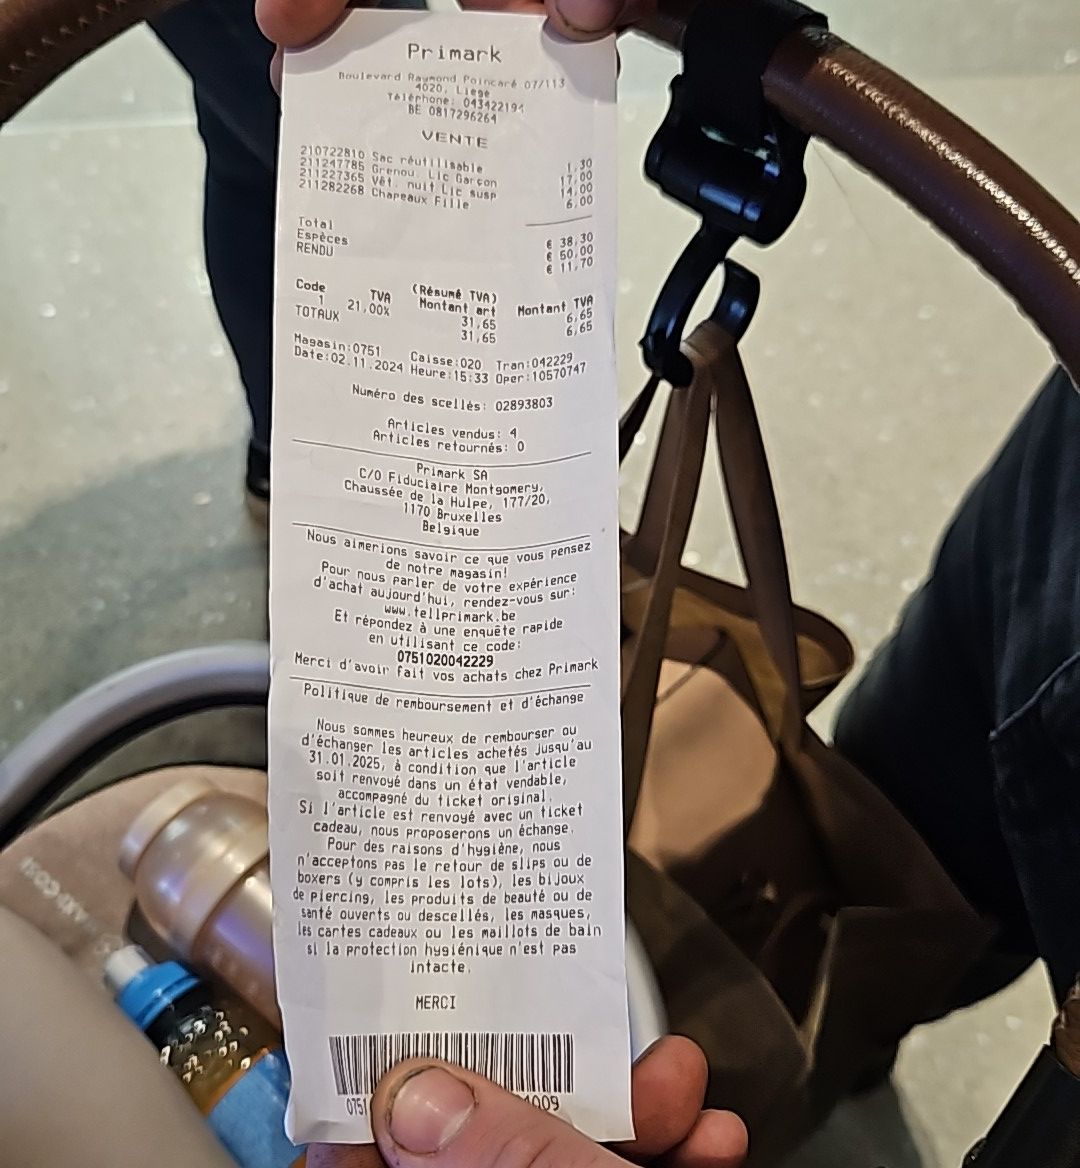 Primark
Boulevard Raymond Poincaré 07/113
4020, Liege
Téléphone: 043422194
BE 0817296264
VENTE
210722810 Sac réutilisable 1,30
211247785 Grenou. Lic Garçon 17,00
211227365 Vêt. nuit Lic susp 14,00
211282268 Chapeaux Fille 6,00
Total € 38,30
Espèces € 50,00
RENDU € 11,70
(Résumé TVA)
Code TVA Montant art Montant TVA
1 21,00% 31,65 6,65
TOTAUX 31,65 6,65
Magasin:0751 Caisse:020 Tran:042229
Date:02.11.2024 Heure:15:33 Oper:10570747
Numéro des scellés: 02893803
Articles vendus: 4
Articles retournés: 0
Primark SA
C/O Fiduciaire Montgomery,
Chaussée de la Hulpe, 177/20,
1170 Bruxelles
Belgique
Nous aimerions savoir ce que vous pensez
de notre magasin!
Pour nous parler de votre expérience
d'achat aujourd'hui, rendez-vous sur:
www.tellprimark.be
Et répondez à une enquête rapide
en utilisant ce code:
0751020042229
Merci d'avoir fait vos achats chez Primark
Politique de remboursement et d'échange
Nous sommes heureux de rembourser ou
d'échanger les articles achetés jusqu'au
31.01.2025, à condition que l'article
soit renvoyé dans un état vendable,
accompagné du ticket original.
Si l'article est renvoyé avec un ticket
cadeau, nous proposerons un échange.
Pour des raisons d'hygiène, nous
n'acceptons pas le retour de slips ou de
boxers (y compris les lots), les bijoux
de piercing, les produits de beauté ou de
santé ouverts ou descellés, les masques,
les cartes cadeaux ou les maillots de bain
si la protection hygiénique n'est pas
intacte.
MERCI